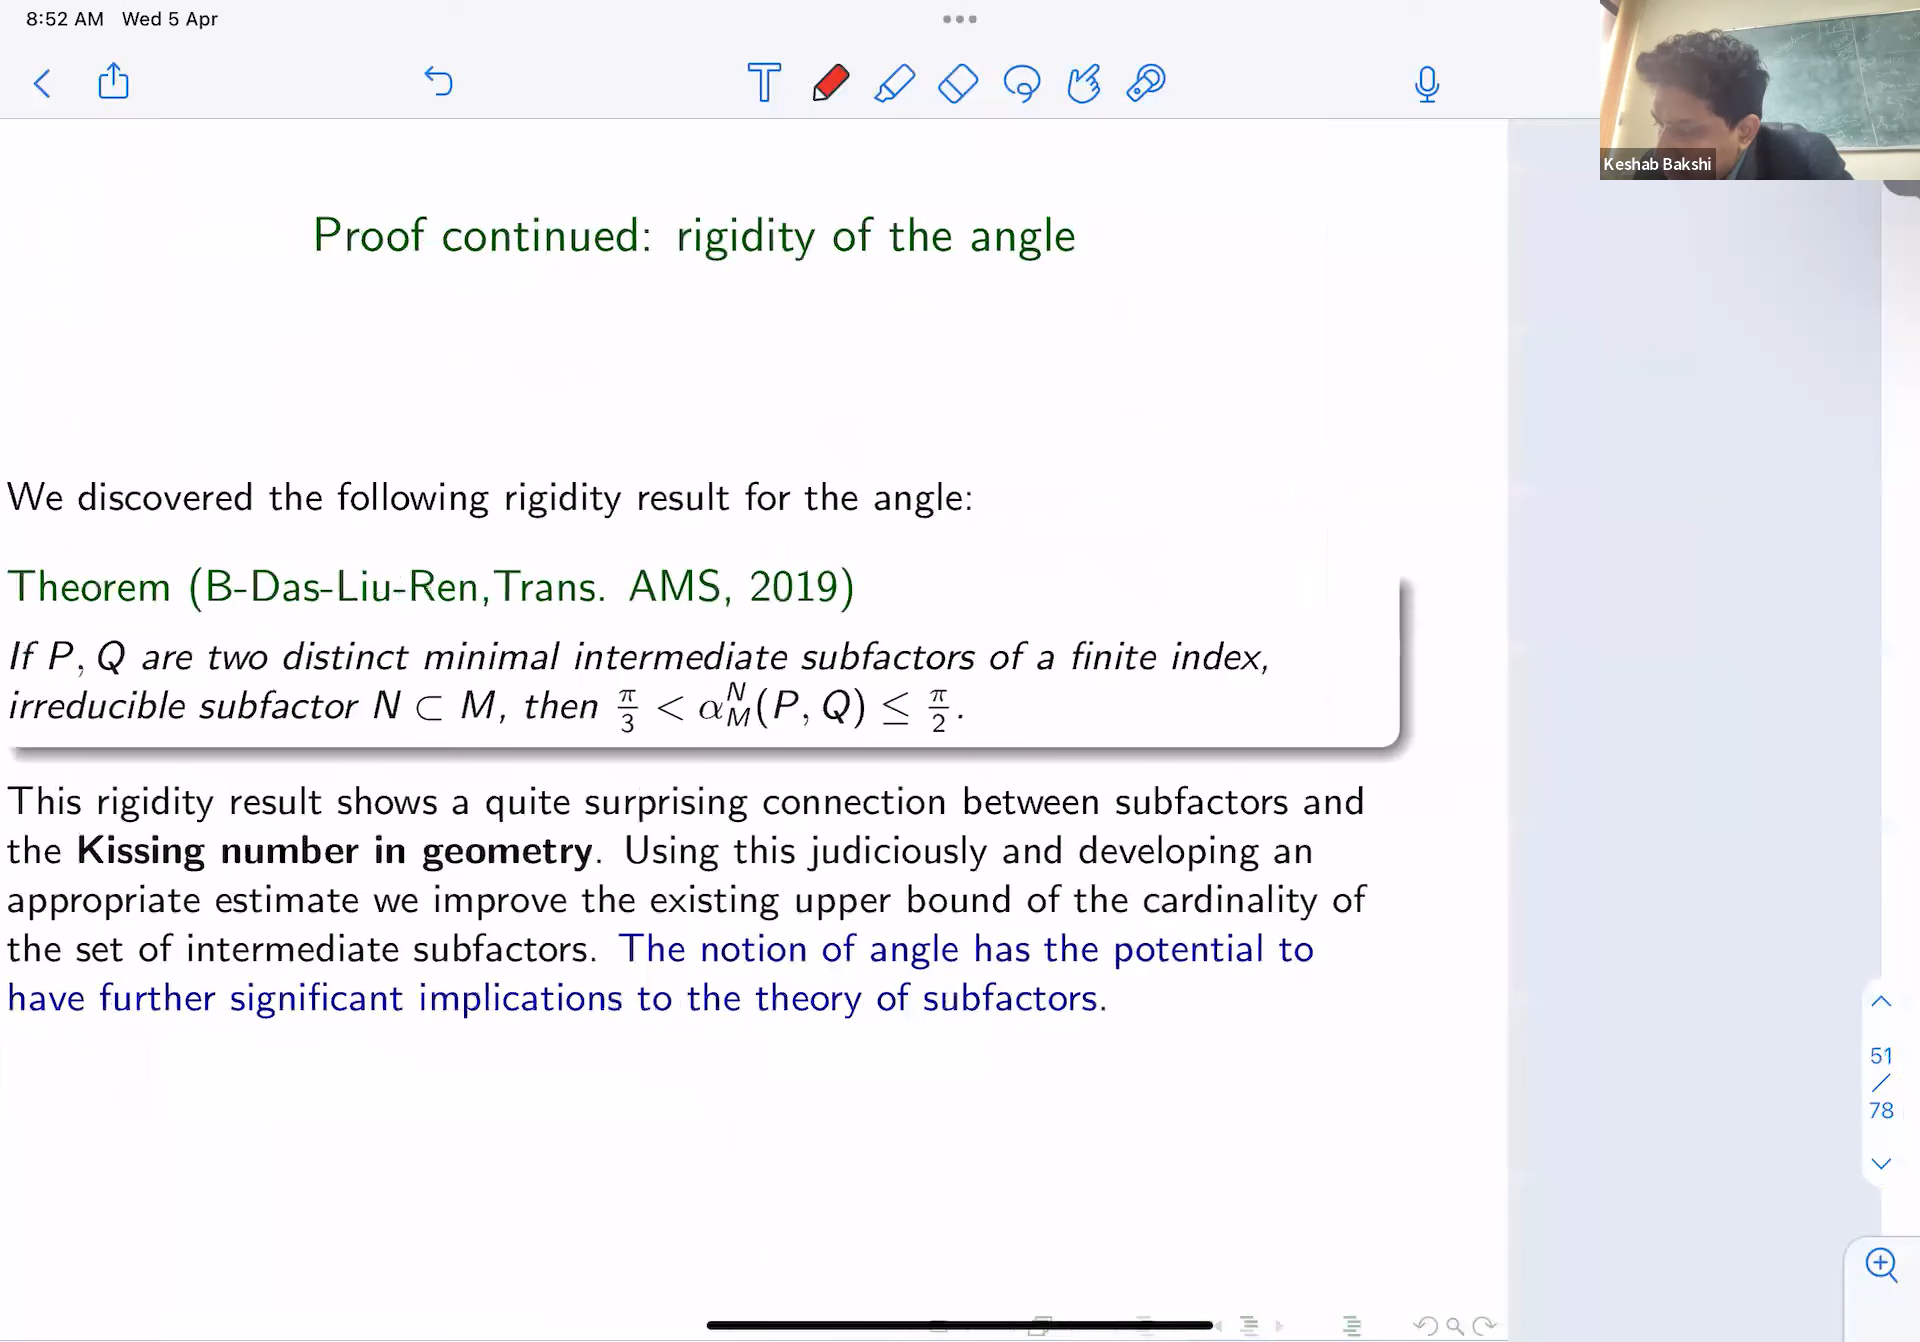 8:52 AM Wed 5 Apr
Keshab Bakshi
Proof continued: rigidity of the angle
We discovered the following rigidity result for the angle:
Theorem (B-Das-Liu-Ren,Trans. AMS, 2019)
If P, Q are two distinct minimal intermediate subfactors of a finite index,
irreducible subfactor N ⊂ M, then π/3 < α_M^N(P, Q) ≤ π/2.
This rigidity result shows a quite surprising connection between subfactors and
the Kissing number in geometry. Using this judiciously and developing an
appropriate estimate we improve the existing upper bound of the cardinality of
the set of intermediate subfactors. The notion of angle has the potential to
have further significant implications to the theory of subfactors.
51
/
78